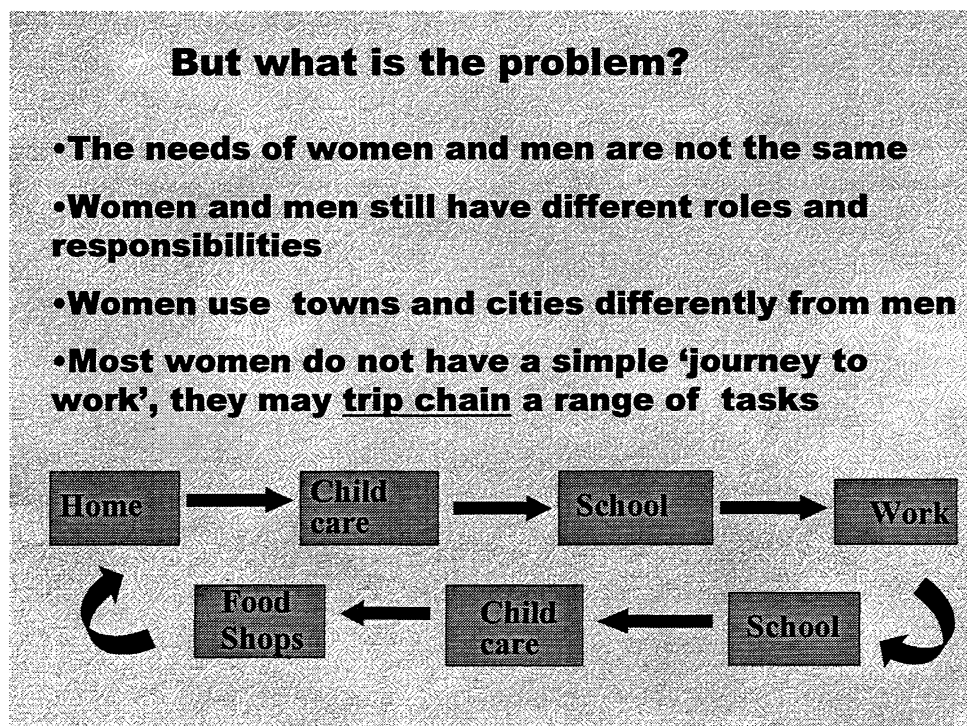 But what is the problem?
•The needs of women and men are not the same
•Women and men still have different roles and
responsibilities
•Women use towns and cities differently from men
•Most women do not have a simple ‘journey to
work’, they may trip chain a range of tasks
Home
Child
care
School
Work
Food
Shops
Child
care
School